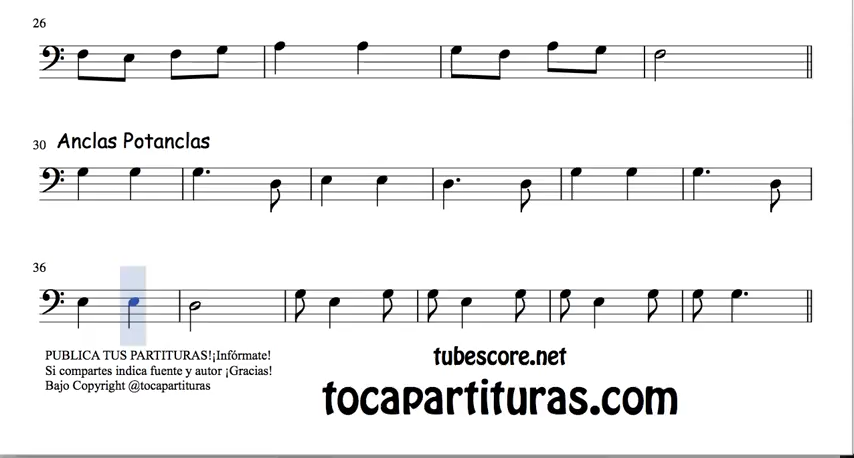 26
30 Anclas Potanclas
36
PUBLICA TUS PARTITURAS!¡Infórmate!
Si compartes indica fuente y autor ¡Gracias!
Bajo Copyright @tocapartituras
tubescore.net
tocapartituras.com